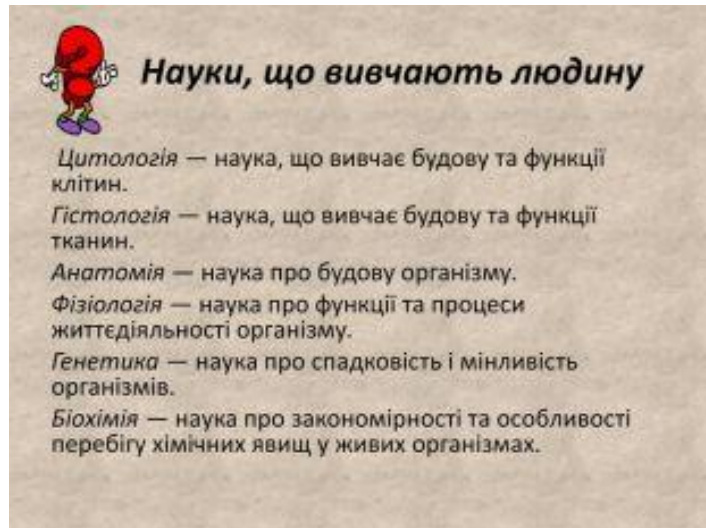 Науки, що вивчають людину
Цитологія — наука, що вивчає будову та функції
клітин.
Гістологія — наука, що вивчає будову та функції
тканин.
Анатомія — наука про будову організму.
Фізіологія — наука про функції та процеси
життєдіяльності організму.
Генетика — наука про спадковість і мінливість
організмів.
Біохімія — наука про закономірності та особливості
перебігу хімічних явищ у живих організмах.